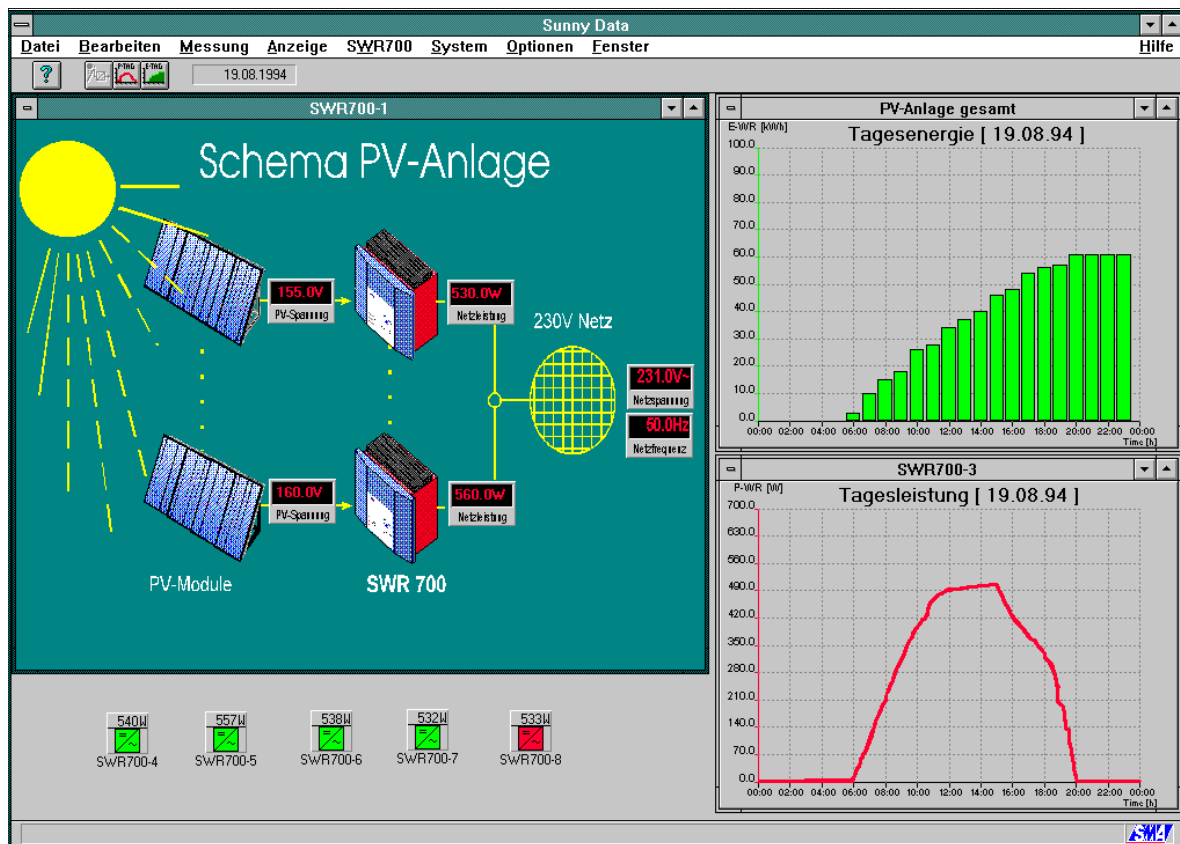 Sunny Data
Datei Bearbeiten Messung Anzeige SWR700 System Optionen Fenster Hilfe
? P-TAG E-TAG 19.08.1994
SWR700-1
Schema PV-Anlage
155.0V
PV-Spannung
530.0W
Netzleistung
230V Netz
231.0V~
Netzspannung
50.0Hz
Netzfrequenz
160.0V
PV-Spannung
560.0W
Netzleistung
PV-Module
SWR 700
PV-Anlage gesamt
E-WR [kWh]
Tagesenergie [ 19.08.94 ]
100.0
90.0
80.0
70.0
60.0
50.0
40.0
30.0
20.0
10.0
0.0
00:00 02:00 04:00 06:00 08:00 10:00 12:00 14:00 16:00 18:00 20:00 22:00 00:00
Time [h]
SWR700-3
P-WR [W]
Tagesleistung [ 19.08.94 ]
700.0
630.0
560.0
490.0
420.0
350.0
280.0
210.0
140.0
70.0
0.0
00:00 02:00 04:00 06:00 08:00 10:00 12:00 14:00 16:00 18:00 20:00 22:00 00:00
Time [h]
540W
SWR700-4
557W
SWR700-5
538W
SWR700-6
532W
SWR700-7
533W
SWR700-8
SMA